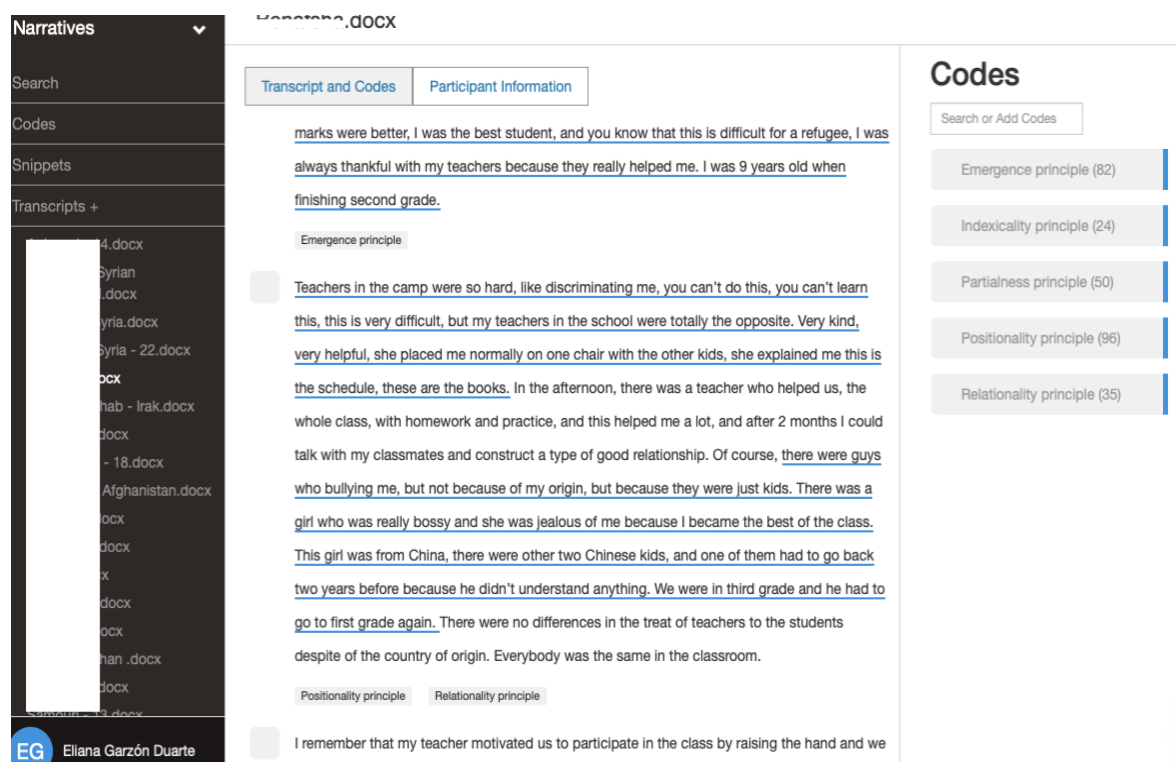 Narratives
Search
Codes
Snippets
Transcripts +
4.docx
Syrian
.docx
yria.docx
Syria - 22.docx
ocx
hab - Irak.docx
docx
- 18.docx
Afghanistan.docx
locx
docx
x
docx
ocx
han .docx
docx
13.docx
EG
Eliana Garzón Duarte
.docx
Transcript and Codes
Participant Information
marks were better, I was the best student, and you know that this is difficult for a refugee, I was
always thankful with my teachers because they really helped me. I was 9 years old when
finishing second grade.
Emergence principle
Teachers in the camp were so hard, like discriminating me, you can't do this, you can't learn
this, this is very difficult, but my teachers in the school were totally the opposite. Very kind,
very helpful, she placed me normally on one chair with the other kids, she explained me this is
the schedule, these are the books. In the afternoon, there was a teacher who helped us, the
whole class, with homework and practice, and this helped me a lot, and after 2 months I could
talk with my classmates and construct a type of good relationship. Of course, there were guys
who bullying me, but not because of my origin, but because they were just kids. There was a
girl who was really bossy and she was jealous of me because I became the best of the class.
This girl was from China, there were other two Chinese kids, and one of them had to go back
two years before because he didn't understand anything. We were in third grade and he had to
go to first grade again. There were no differences in the treat of teachers to the students
despite of the country of origin. Everybody was the same in the classroom.
Positionality principle
Relationality principle
I remember that my teacher motivated us to participate in the class by raising the hand and we
Codes
Search or Add Codes
Emergence principle (82)
Indexicality principle (24)
Partialness principle (50)
Positionality principle (96)
Relationality principle (35)